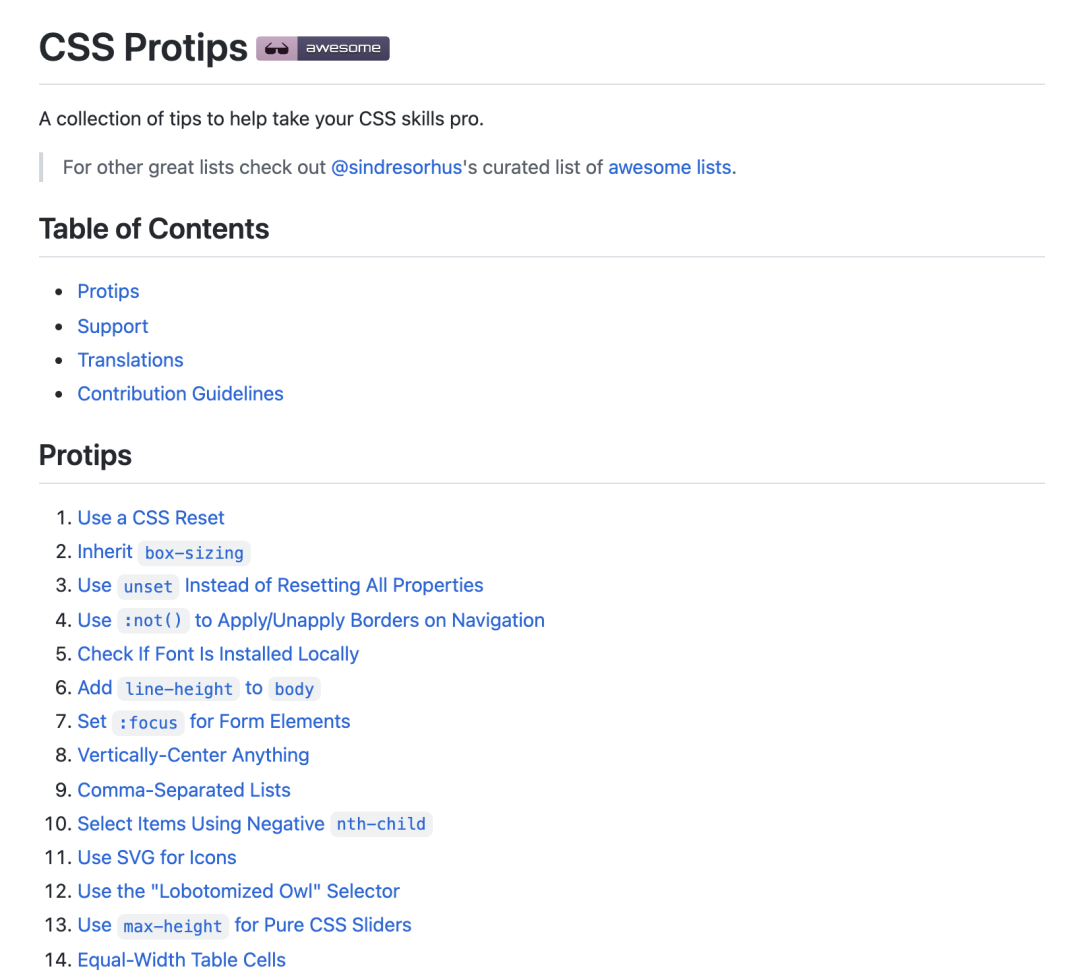 CSS Protips awesome
A collection of tips to help take your CSS skills pro.
For other great lists check out @sindresorhus's curated list of awesome lists.
Table of Contents
Protips
Support
Translations
Contribution Guidelines
Protips
1. Use a CSS Reset
2. Inherit box-sizing
3. Use unset Instead of Resetting All Properties
4. Use :not() to Apply/Unapply Borders on Navigation
5. Check If Font Is Installed Locally
6. Add line-height to body
7. Set :focus for Form Elements
8. Vertically-Center Anything
9. Comma-Separated Lists
10. Select Items Using Negative nth-child
11. Use SVG for Icons
12. Use the "Lobotomized Owl" Selector
13. Use max-height for Pure CSS Sliders
14. Equal-Width Table Cells